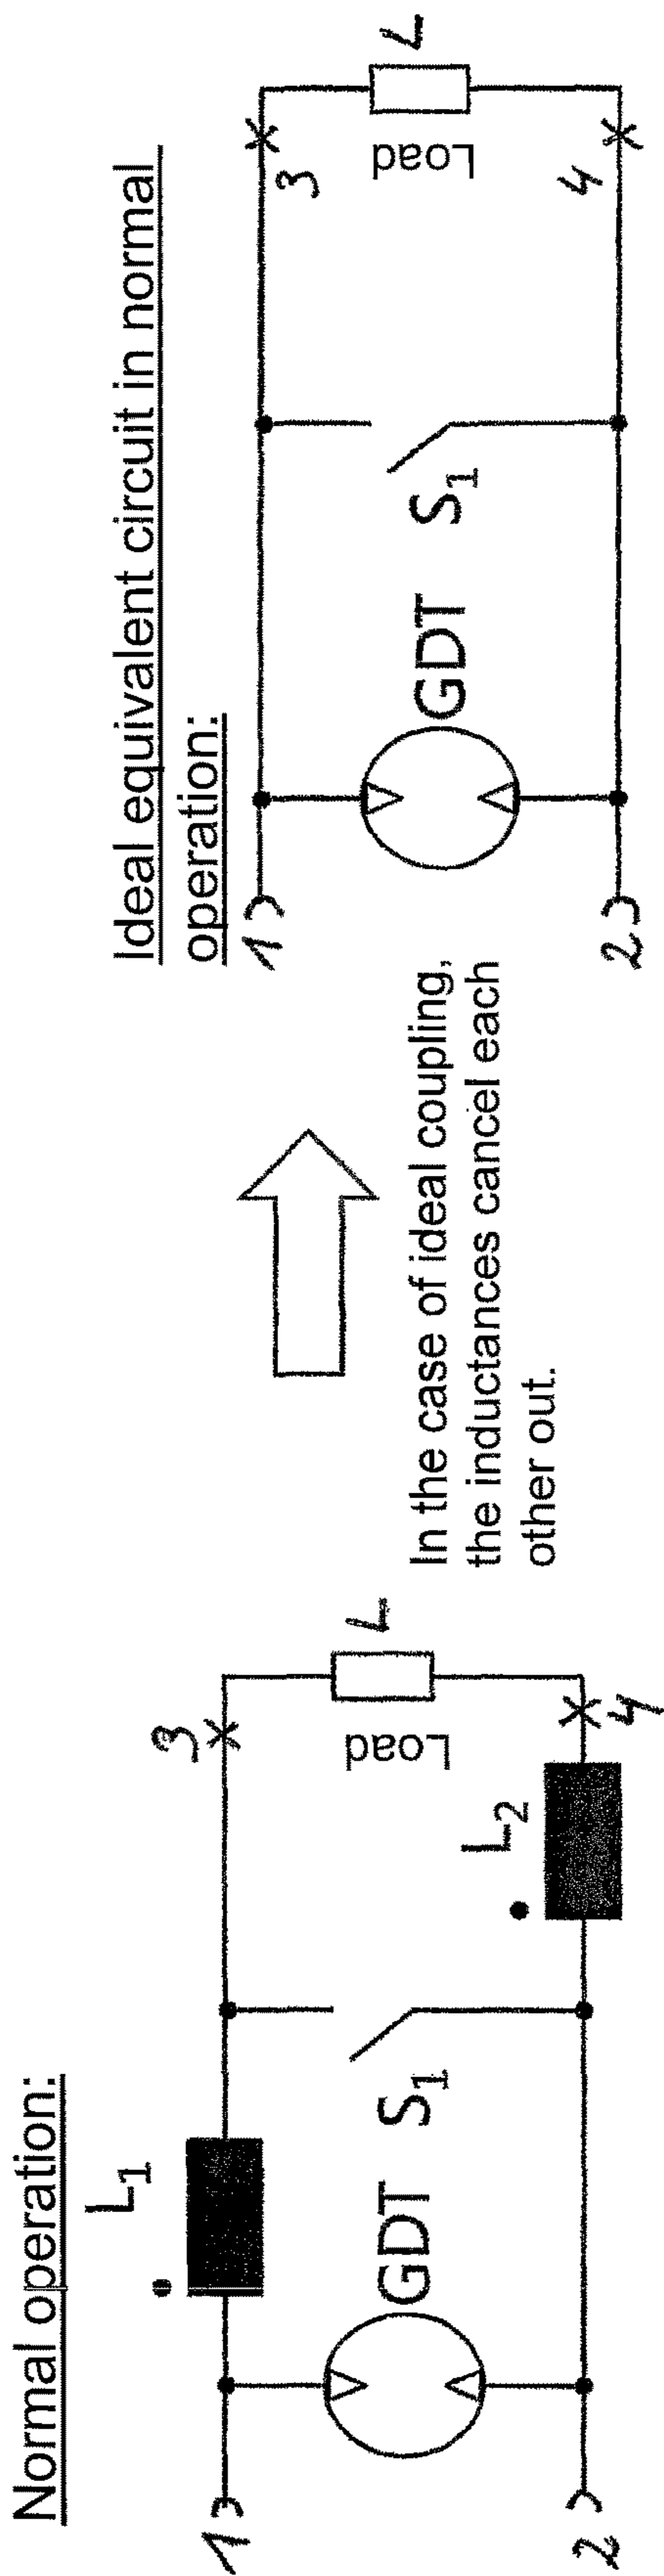 Normal operation:
L1
1
GDT S1
2
3
Load L
L2
4
In the case of ideal coupling,
the inductances cancel each
other out.
Ideal equivalent circuit in normal
operation:
1
GDT S1
2
3
Load L
4